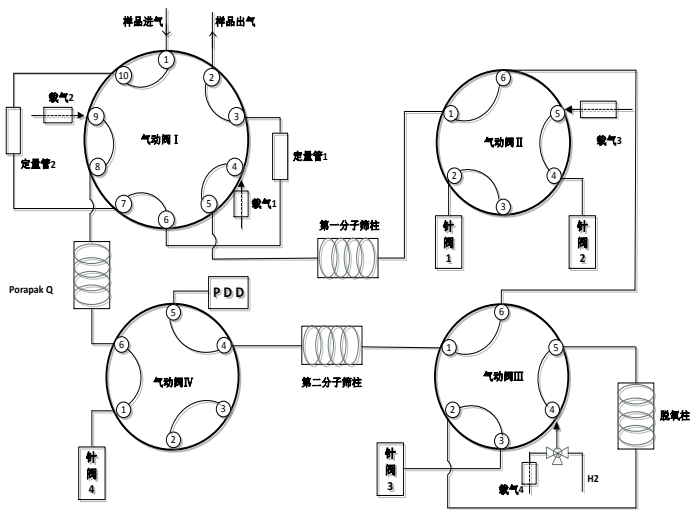 样品进气
样品出气
1
10
2
载气2
9
3
气动阀Ⅰ
定量管2
定量管1
8
4
7
5
6
载气1
6
1
5
载气3
气动阀Ⅱ
2
4
3
针阀1
针阀2
第一分子筛柱
Porapak Q
PDD
5
6
4
气动阀Ⅳ
1
3
2
针阀4
第二分子筛柱
6
1
5
气动阀Ⅲ
2
4
3
脱氧柱
针阀3
载气4
H2